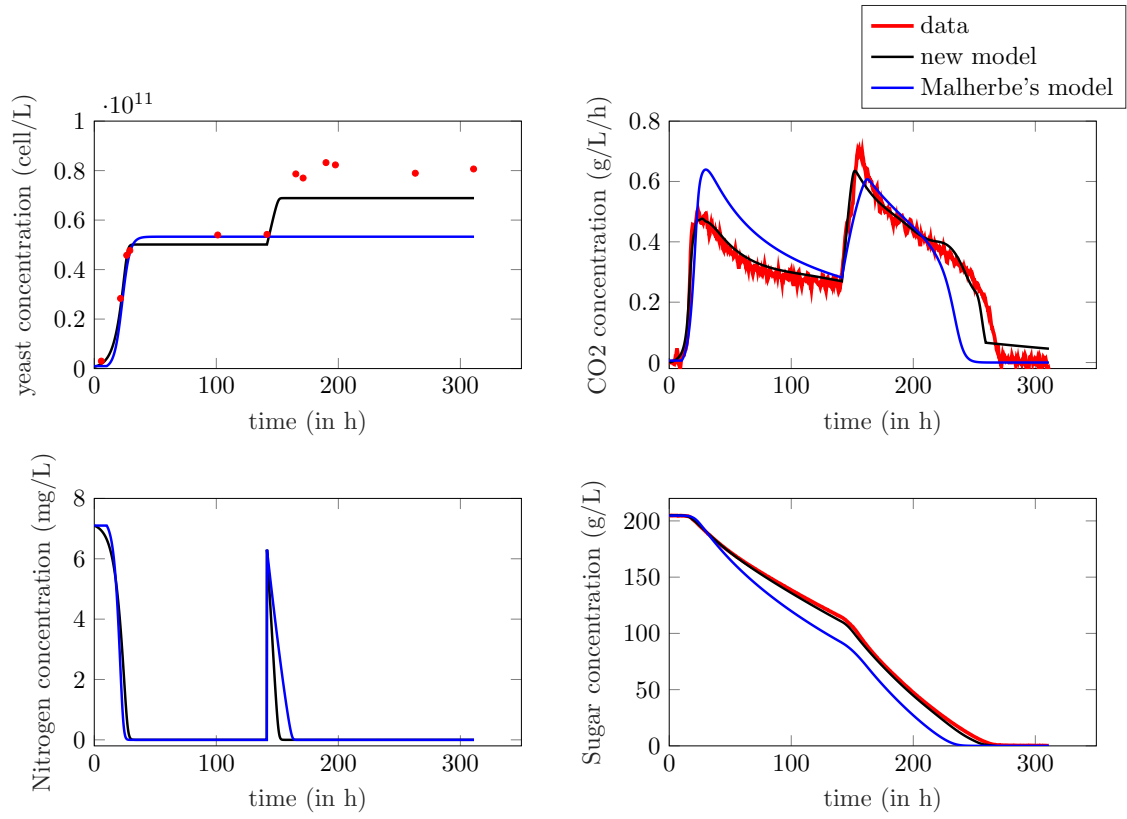 data
new model
Malherbe's model
·10^11
1
0.8
0.6
0.4
0.2
0
0 100 200 300
yeast concentration (cell/L)
time (in h)
0.8
0.6
0.4
0.2
0
0 100 200 300
CO2 concentration (g/L/h)
time (in h)
8
6
4
2
0
0 100 200 300
Nitrogen concentration (mg/L)
time (in h)
200
150
100
50
0
0 100 200 300
Sugar concentration (g/L)
time (in h)